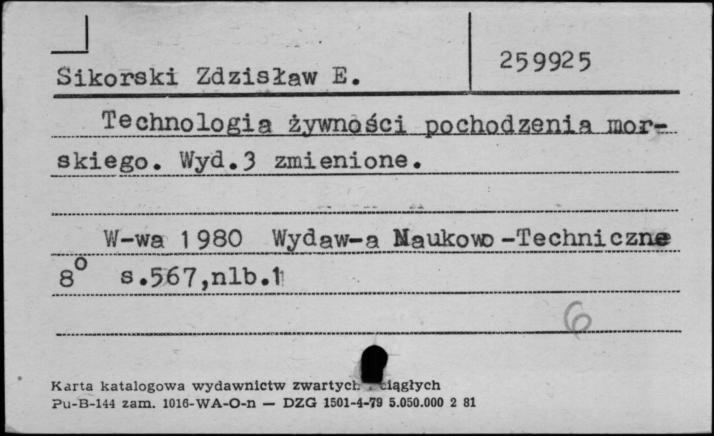 259925
Sikorski Zdzisław E.
Technologia żywności pochodzenia mor-
skiego. Wyd.3 zmienione.
W-wa 1980 Wydaw-a Naukowo-Techniczne
8° s.567,nlb.1
6
Karta katalogowa wydawnictw zwartych i ciągłych
Pu-B-144 zam. 1016-WA-O-n — DZG 1501-4-79 5.050.000 2 81